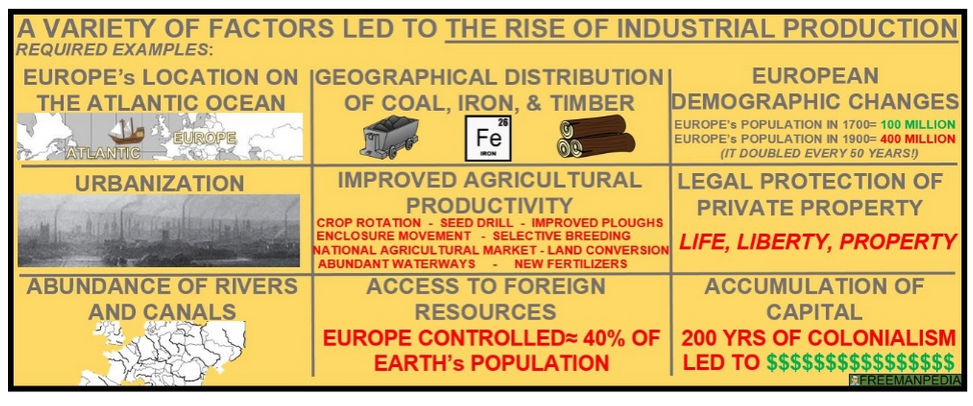 A VARIETY OF FACTORS LED TO THE RISE OF INDUSTRIAL PRODUCTION
REQUIRED EXAMPLES:
EUROPE's LOCATION ON
THE ATLANTIC OCEAN
ATLANTIC
EUROPE
GEOGRAPHICAL DISTRIBUTION
OF COAL, IRON, & TIMBER
26
Fe
IRON
EUROPEAN
DEMOGRAPHIC CHANGES
EUROPE's POPULATION IN 1700= 100 MILLION
EUROPE's POPULATION IN 1900= 400 MILLION
(IT DOUBLED EVERY 50 YEARS!)
URBANIZATION
IMPROVED AGRICULTURAL
PRODUCTIVITY
CROP ROTATION - SEED DRILL - IMPROVED PLOUGHS
ENCLOSURE MOVEMENT - SELECTIVE BREEDING
NATIONAL AGRICULTURAL MARKET - LAND CONVERSION
ABUNDANT WATERWAYS - NEW FERTILIZERS
LEGAL PROTECTION OF
PRIVATE PROPERTY
LIFE, LIBERTY, PROPERTY
ABUNDANCE OF RIVERS
AND CANALS
ACCESS TO FOREIGN
RESOURCES
EUROPE CONTROLLED≈ 40% OF
EARTH's POPULATION
ACCUMULATION OF
CAPITAL
200 YRS OF COLONIALISM
LED TO $$$$$$$$$$$$$$$
FREEMANPEDIA